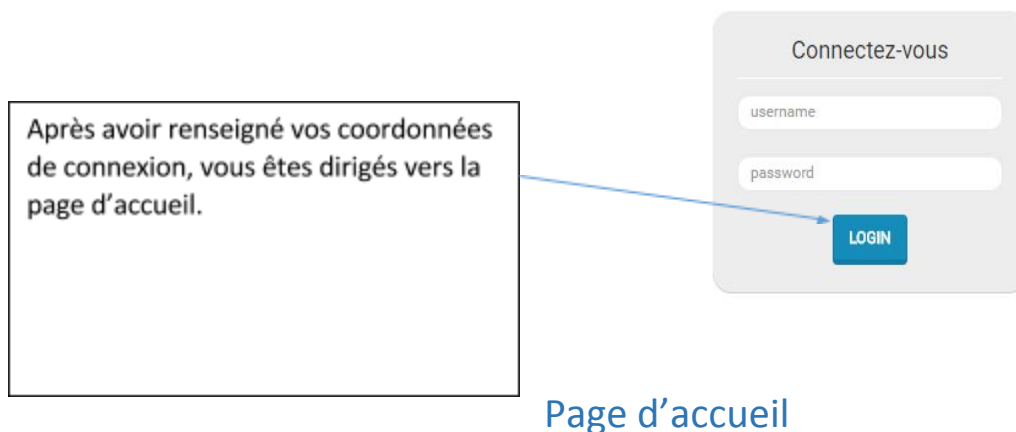 Connectez-vous
username
password
LOGIN
Après avoir renseigné vos coordonnées
de connexion, vous êtes dirigés vers la
page d’accueil.
Page d’accueil